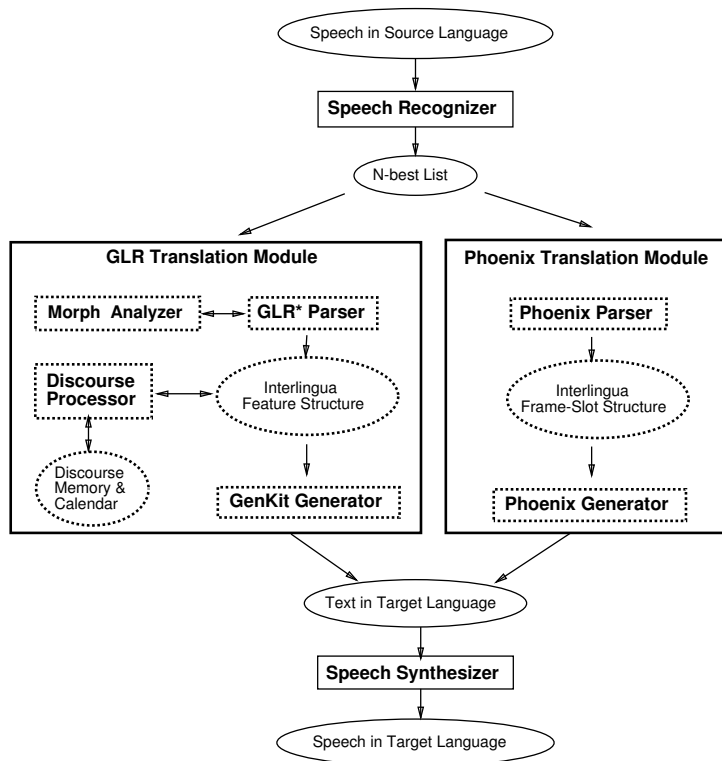 Speech in Source Language
Speech Recognizer
N-best List
GLR Translation Module
Morph Analyzer
GLR* Parser
Discourse
Processor
Interlingua
Feature Structure
Discourse
Memory &
Calendar
GenKit Generator
Phoenix Translation Module
Phoenix Parser
Interlingua
Frame-Slot Structure
Phoenix Generator
Text in Target Language
Speech Synthesizer
Speech in Target Language